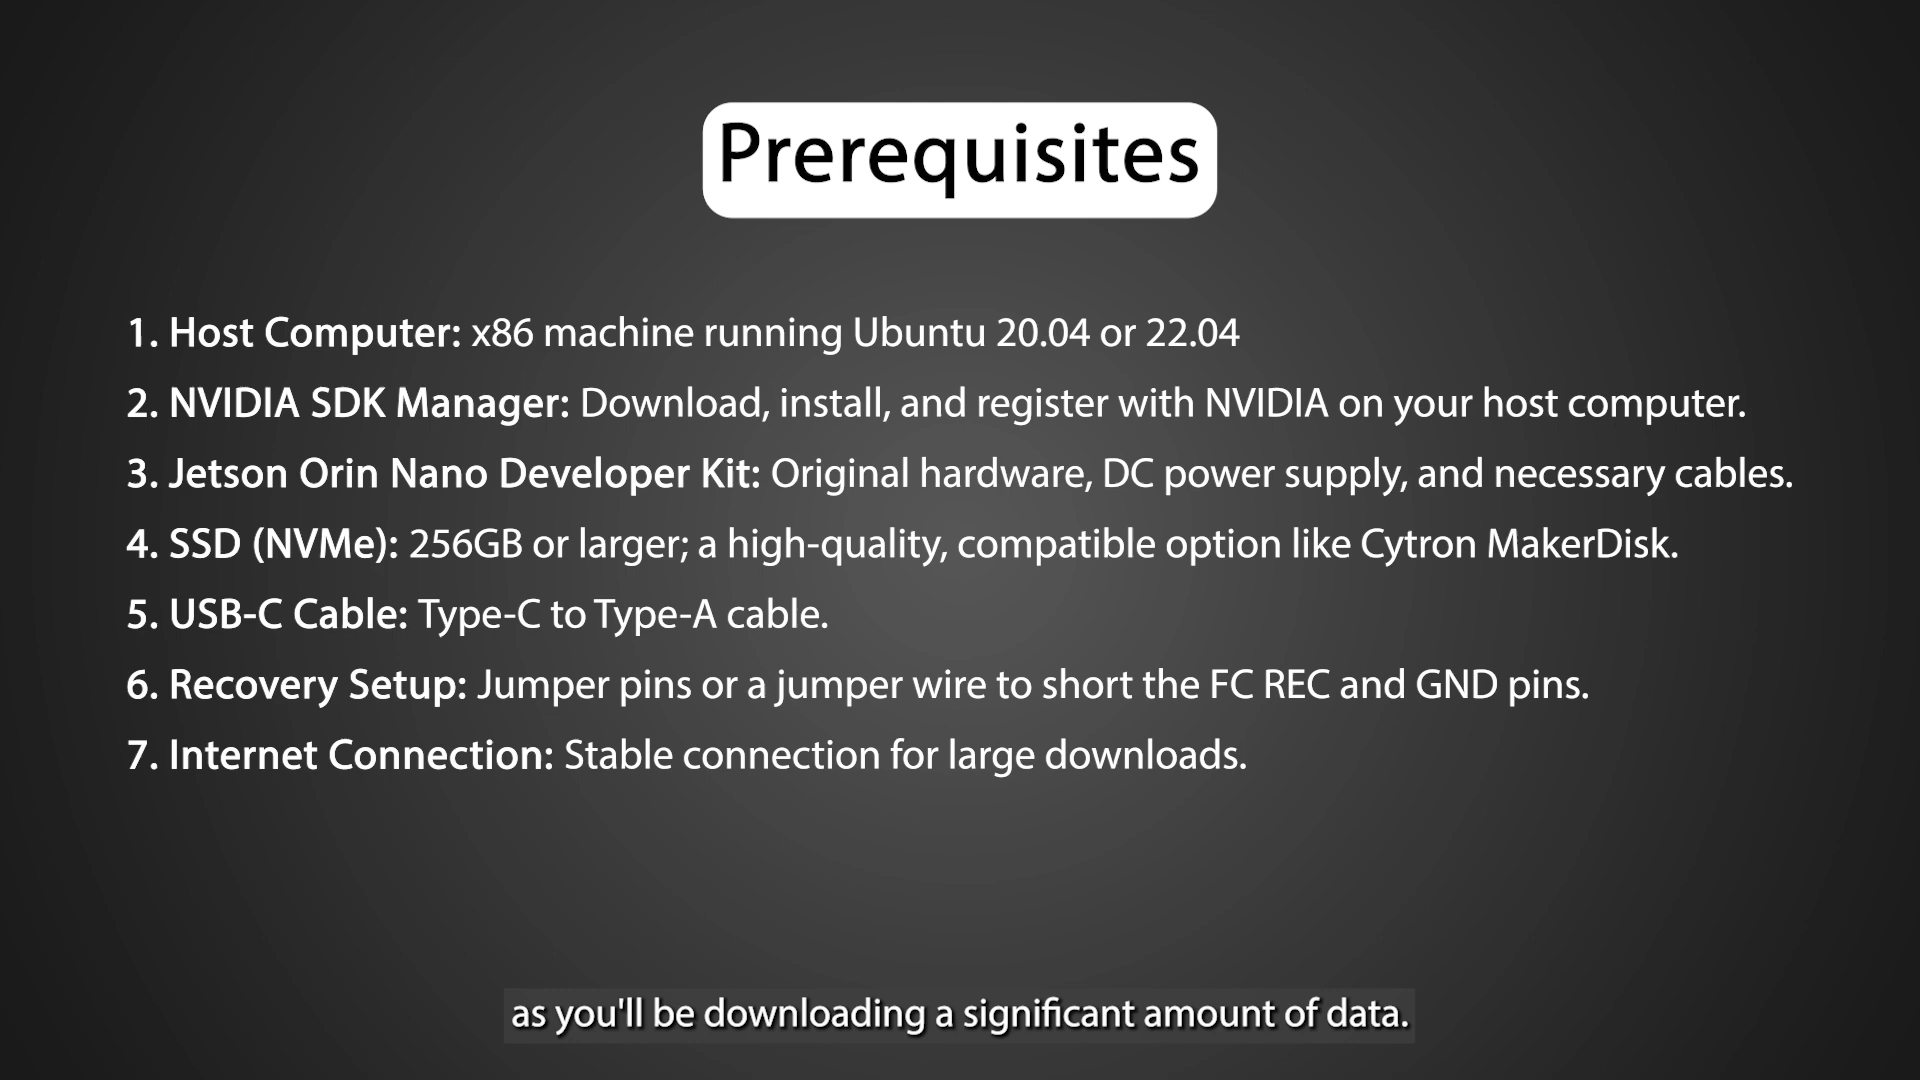 Prerequisites
1. Host Computer: x86 machine running Ubuntu 20.04 or 22.04
2. NVIDIA SDK Manager: Download, install, and register with NVIDIA on your host computer.
3. Jetson Orin Nano Developer Kit: Original hardware, DC power supply, and necessary cables.
4. SSD (NVMe): 256GB or larger; a high-quality, compatible option like Cytron MakerDisk.
5. USB-C Cable: Type-C to Type-A cable.
6. Recovery Setup: Jumper pins or a jumper wire to short the FC REC and GND pins.
7. Internet Connection: Stable connection for large downloads.
as you'll be downloading a significant amount of data.